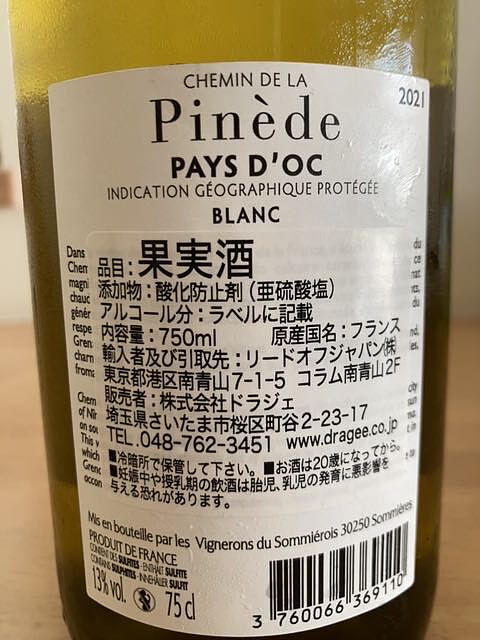 CHEMIN DE LA
2021
Pinède
PAYS D'OC
INDICATION GÉOGRAPHIQUE PROTÉGÉE
BLANC
Dans
品目:果実酒
添加物:酸化防止剤(亜硫酸塩)
アルコール分:ラベルに記載
内容量:750ml 原産国名:フランス
輸入者及び引取先:リードオフジャパン㈱
東京都港区南青山7-1-5 コラム南青山2F
販売者:株式会社ドラジェ
埼玉県さいたま市桜区町谷2-23-17
TEL.048-762-3451 www.dragee.co.jp
■冷暗所で保管して下さい。■お酒は20歳になってから。
■妊娠中や授乳期の飲酒は胎児、乳児の発育に悪影響を
与える恐れがあります。
Mis en bouteille par les Vignerons du Sommiérois 30250 Sommières
PRODUIT DE FRANCE
CONTIENT DES SULFITES - ENTHÄLT SULFITE
CONTAINS SULPHITES - INNEHÅLLER SULFIT
13% vol. 75 cl
3 760066 369110